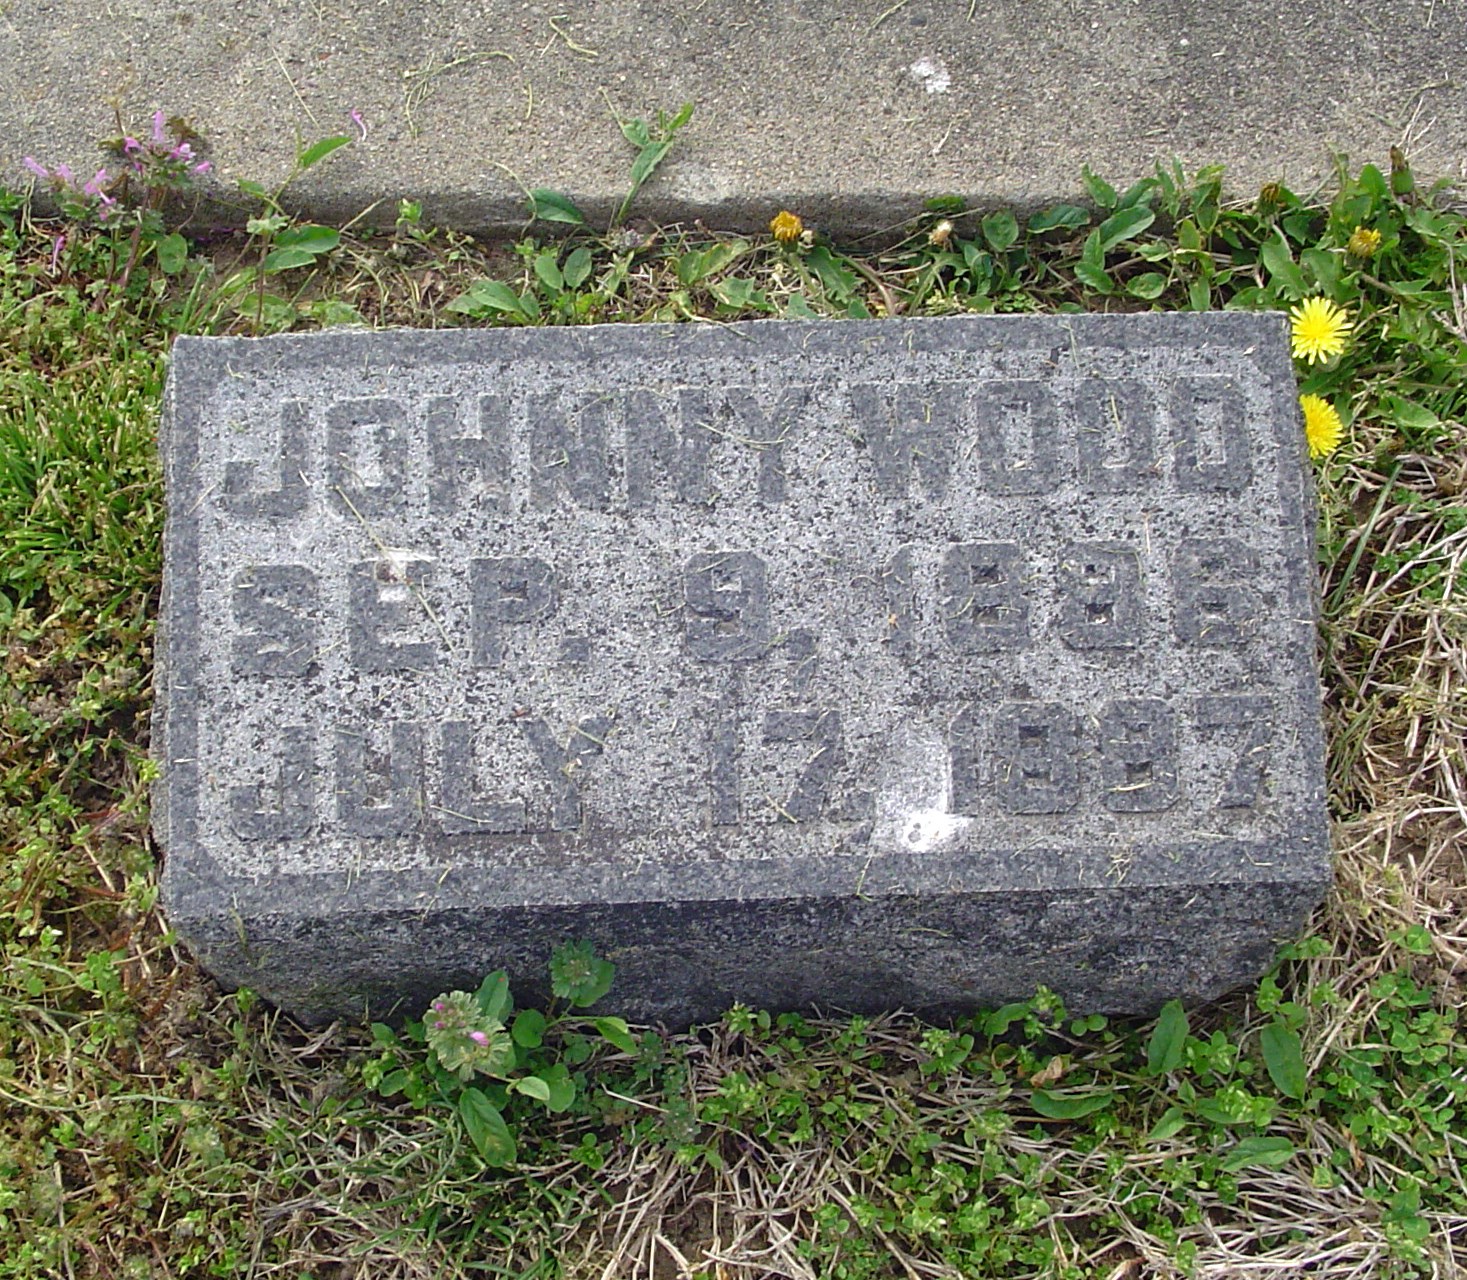 JOHNNY WOOD
SEP. 9, 1886
JULY 17, 1887